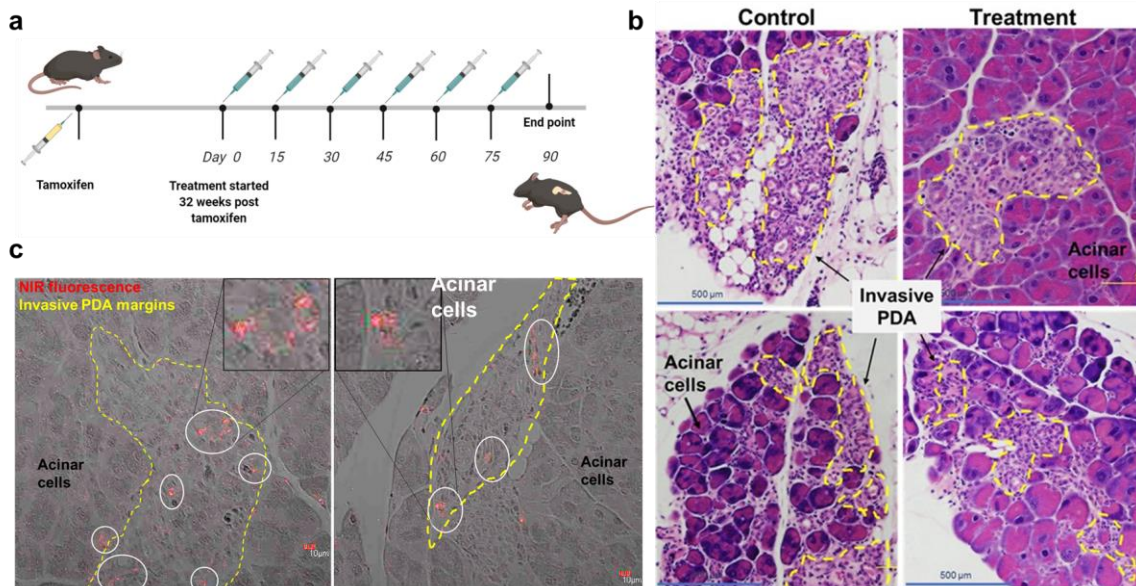 a
Day 0 15 30 45 60 75 90
End point
Tamoxifen
Treatment started
32 weeks post
tamoxifen
b
Control
Treatment
Acinar
cells
500 µm
500 µm
Invasive
PDA
Acinar
cells
500 µm
c
NIR fluorescence
Invasive PDA margins
Acinar
cells
10µm
Acinar
cells
Acinar
cells
10µm